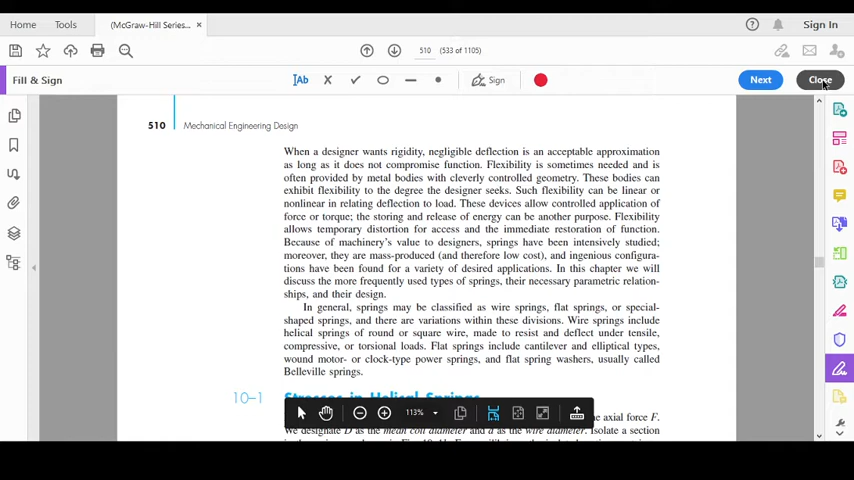 Home
Tools
(McGraw-Hill Series...
×
Sign In
510
(533 of 1105)
Fill & Sign
Ab
Sign
Next
Close
510
Mechanical Engineering Design
When a designer wants rigidity, negligible deflection is an acceptable approximation
as long as it does not compromise function. Flexibility is sometimes needed and is
often provided by metal bodies with cleverly controlled geometry. These bodies can
exhibit flexibility to the degree the designer seeks. Such flexibility can be linear or
nonlinear in relating deflection to load. These devices allow controlled application of
force or torque; the storing and release of energy can be another purpose. Flexibility
allows temporary distortion for access and the immediate restoration of function.
Because of machinery's value to designers, springs have been intensively studied;
moreover, they are mass-produced (and therefore low cost), and ingenious configura-
tions have been found for a variety of desired applications. In this chapter we will
discuss the more frequently used types of springs, their necessary parametric relation-
ships, and their design.
In general, springs may be classified as wire springs, flat springs, or special-
shaped springs, and there are variations within these divisions. Wire springs include
helical springs of round or square wire, made to resist and deflect under tensile,
compressive, or torsional loads. Flat springs include cantilever and elliptical types,
wound motor- or clock-type power springs, and flat spring washers, usually called
Belleville springs.
10–1 Stresses in Helical Springs
113%
axial force F.
We designate D as the mean coil diameter and d as the wire diameter. Isolate a section